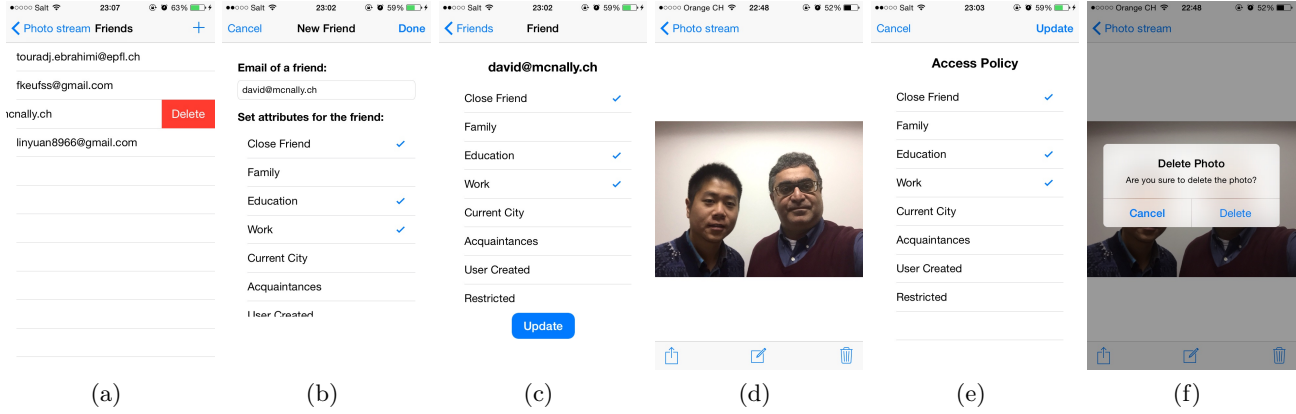 ●○○○○ Salt 23:07 63%
Photo stream Friends +
touradj.ebrahimi@epfl.ch
fkeufss@gmail.com
mcnally.ch Delete
linyuan8966@gmail.com
(a)
●●○○○ Salt 23:02 59%
Cancel New Friend Done
Email of a friend:
david@mcnally.ch
Set attributes for the friend:
Close Friend
Family
Education
Work
Current City
Acquaintances
User Created
(b)
●●○○○ Salt 23:02 59%
Friends Friend
david@mcnally.ch
Close Friend
Family
Education
Work
Current City
Acquaintances
User Created
Restricted
Update
(c)
●○○○○ Orange CH 22:48 52%
Photo stream
(d)
●●○○○ Salt 23:03 59%
Cancel Update
Access Policy
Close Friend
Family
Education
Work
Current City
Acquaintances
User Created
Restricted
(e)
●○○○○ Orange CH 22:48 52%
Photo stream
Delete Photo
Are you sure to delete the photo?
Cancel Delete
(f)